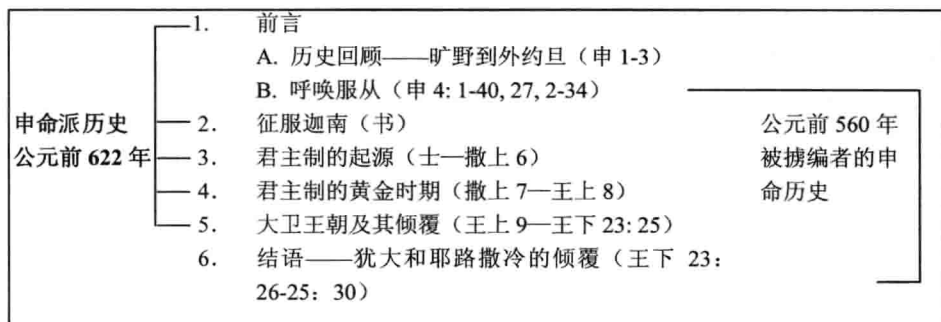 1. 前言
A. 历史回顾——旷野到外约旦（申 1-3）
B. 呼唤服从（申 4: 1-40, 27, 2-34）
申命派历史
公元前 622 年
2. 征服迦南（书）
3. 君主制的起源（士—撒上 6）
4. 君主制的黄金时期（撒上 7—王上 8）
5. 大卫王朝及其倾覆（王上 9—王下 23: 25）
6. 结语——犹大和耶路撒冷的倾覆（王下 23:
26-25: 30）
公元前 560 年
被掳编者的申
命历史